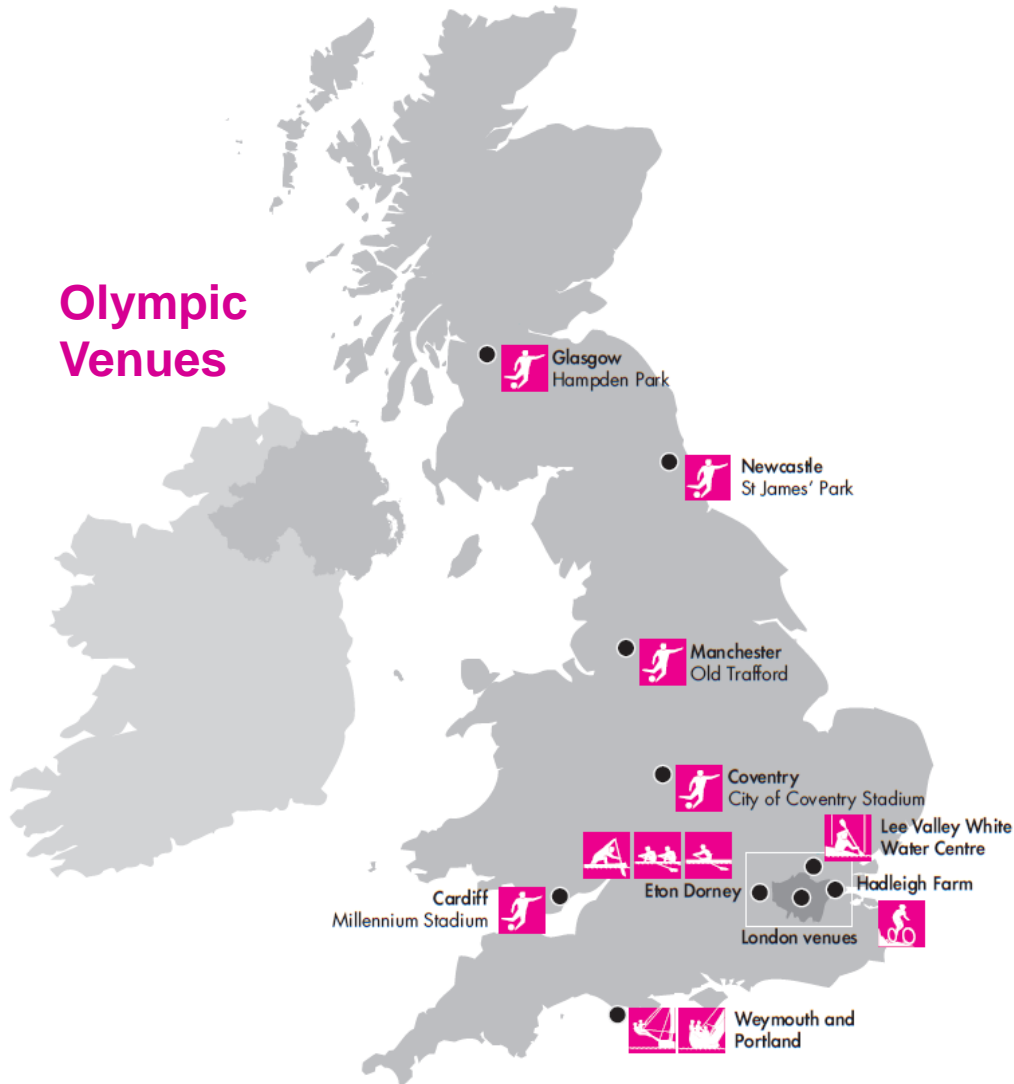 Olympic
Venues
Glasgow
Hampden Park
Newcastle
St James’ Park
Manchester
Old Trafford
Coventry
City of Coventry Stadium
Lee Valley White
Water Centre
Eton Dorney
Hadleigh Farm
Cardiff
Millennium Stadium
London venues
Weymouth and
Portland